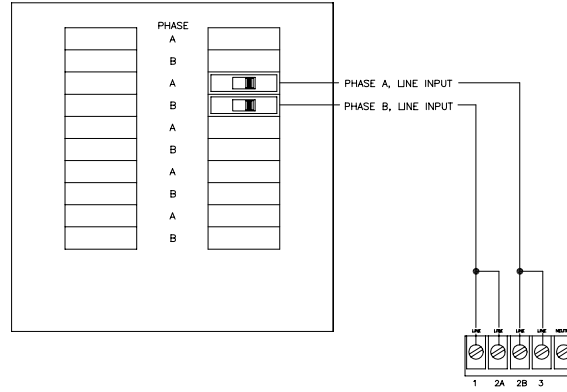 PHASE
A
B
A
PHASE A, LINE INPUT
B
PHASE B, LINE INPUT
A
B
A
B
A
B
LINE LINE LINE LINE
1 2A 2B 3